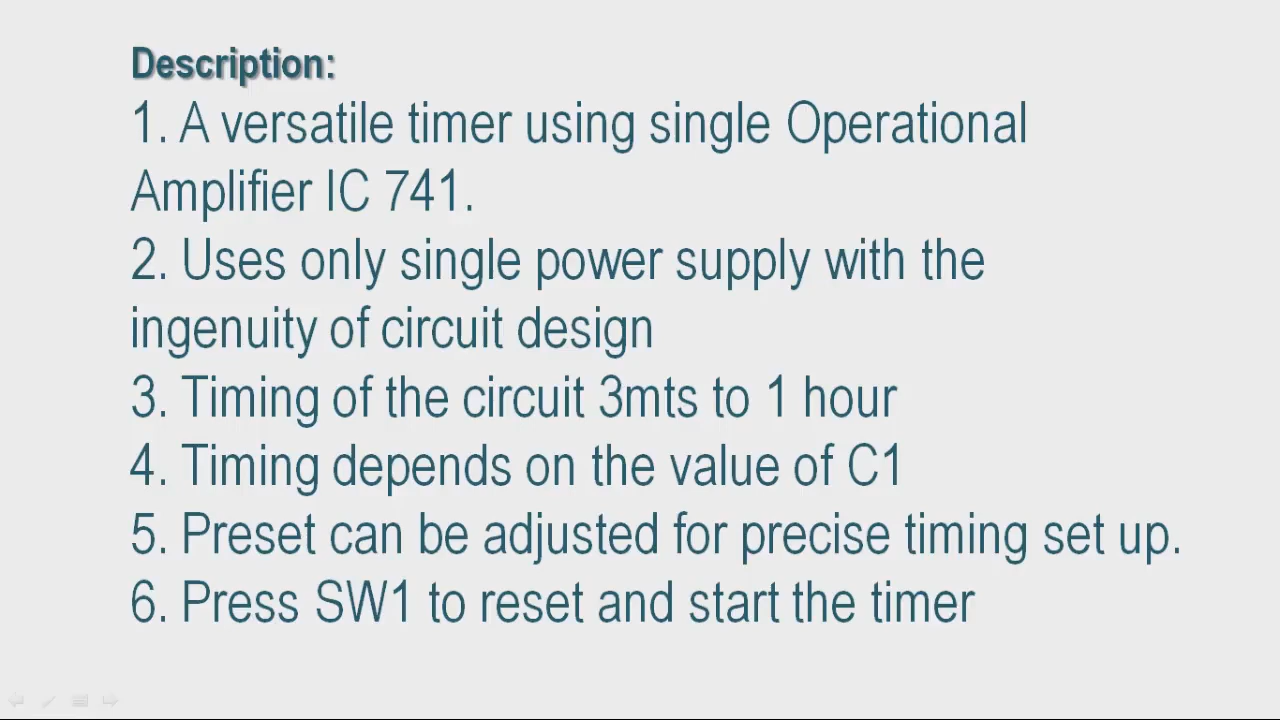 Description:
1. A versatile timer using single Operational
Amplifier IC 741.
2. Uses only single power supply with the
ingenuity of circuit design
3. Timing of the circuit 3mts to 1 hour
4. Timing depends on the value of C1
5. Preset can be adjusted for precise timing set up.
6. Press SW1 to reset and start the timer